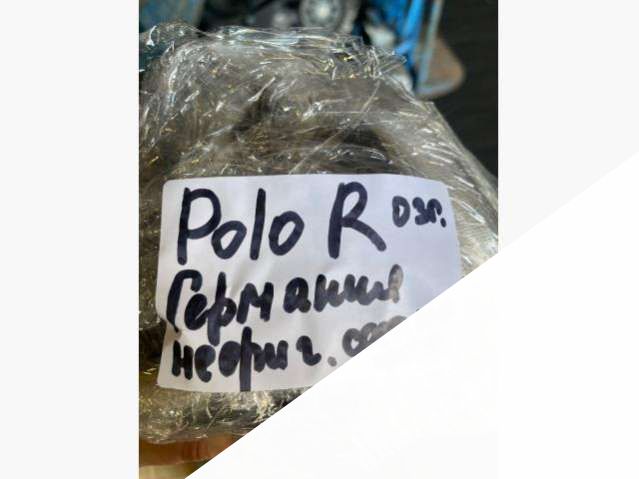 Polo R
Германия
неориг.